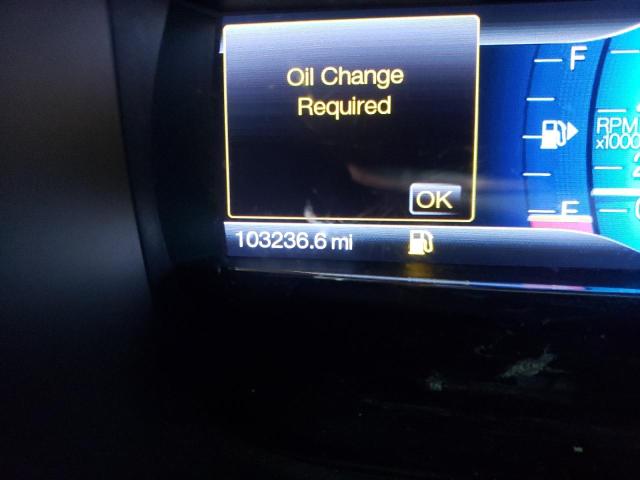 Oil Change
Required
OK
103236.6 mi
F
E
RPM
x1000